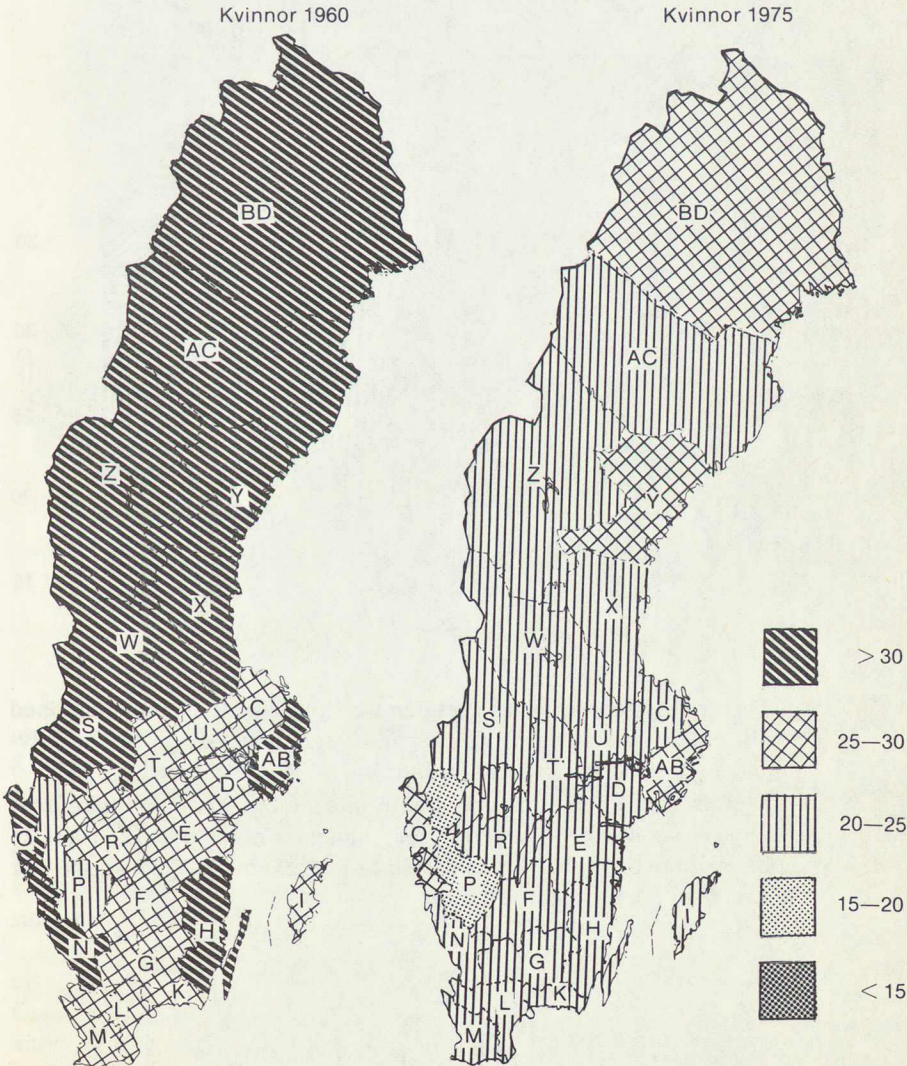 Kvinnor 1960
Kvinnor 1975
BD
AC
Z
Y
X
W
S
C
U
AB
T
D
O
R
E
P
F
I
H
N
G
K
L
M
BD
AC
Z
Y
X
W
S
C
U
T
AB
D
O
R
E
P
F
I
N
H
G
K
L
M
> 30
25—30
20—25
15—20
< 15